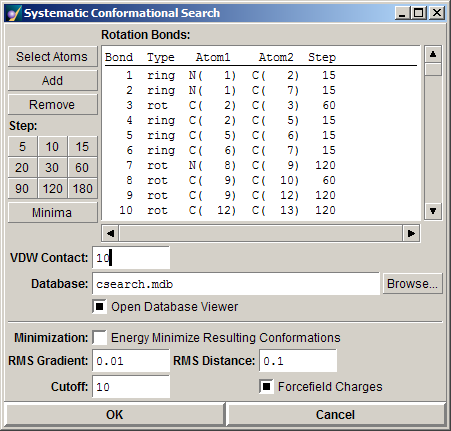 Systematic Conformational Search
Rotation Bonds:
Select Atoms
Add
Remove
Step:
5 10 15
20 30 60
90 120 180
Minima
Bond Type Atom1 Atom2 Step
1 ring N( 1) C( 2) 15
2 ring N( 1) C( 7) 15
3 rot C( 2) C( 3) 60
4 ring C( 2) C( 5) 15
5 ring C( 5) C( 6) 15
6 ring C( 6) C( 7) 15
7 rot N( 8) C( 9) 120
8 rot C( 9) C( 10) 60
9 rot C( 9) C( 12) 120
10 rot C( 12) C( 13) 120
VDW Contact: 10
Database: csearch.mdb Browse...
Open Database Viewer
Minimization: Energy Minimize Resulting Conformations
RMS Gradient: 0.01 RMS Distance: 0.1
Cutoff: 10 Forcefield Charges
OK Cancel